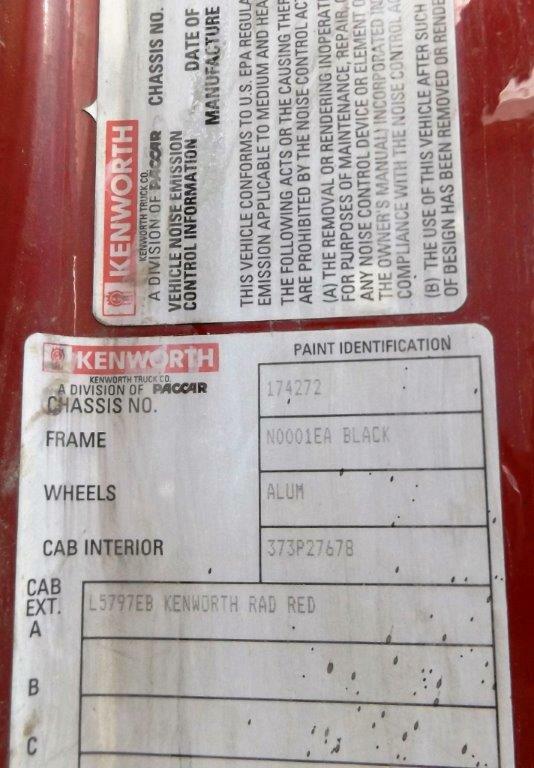 KENWORTH
KENWORTH TRUCK CO.
A DIVISION OF PACCAR
CHASSIS NO.
VEHICLE NOISE EMISSION
CONTROL INFORMATION
DATE OF
MANUFACTURE
THIS VEHICLE CONFORMS TO U.S. EPA REGULA
EMISSION APPLICABLE TO MEDIUM AND HEA
THE FOLLOWING ACTS OR THE CAUSING THER
ARE PROHIBITED BY THE NOISE CONTROL ACT
(A) THE REMOVAL OR RENDERING INOPERATI
FOR PURPOSES OF MAINTENANCE, REPAIR,
ANY NOISE CONTROL DEVICE OR ELEMENT O
THE OWNER'S MANUAL) INCORPORATED IN
COMPLIANCE WITH THE NOISE CONTROL AC
(B) THE USE OF THIS VEHICLE AFTER SUCH
OF DESIGN HAS BEEN REMOVED OR RENDE
KENWORTH
KENWORTH TRUCK CO.
A DIVISION OF PACCAR
PAINT IDENTIFICATION
CHASSIS NO. 174272
FRAME N0001EA BLACK
WHEELS ALUM
CAB INTERIOR 373P27678
CAB
EXT.
A L5797EB KENWORTH RAD RED
B
C